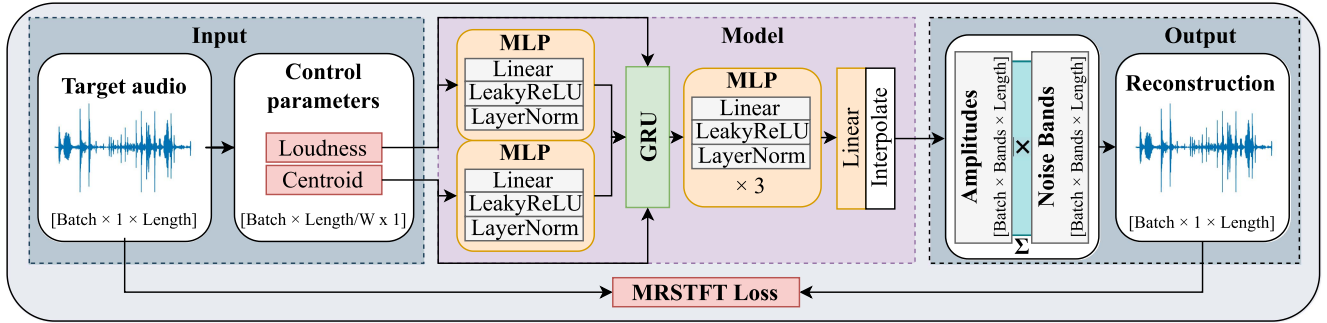 Input
Target audio
[Batch × 1 × Length]
Control
parameters
Loudness
Centroid
[Batch × Length/W x 1]
Model
MLP
Linear
LeakyReLU
LayerNorm
MLP
Linear
LeakyReLU
LayerNorm
GRU
MLP
Linear
LeakyReLU
LayerNorm
× 3
Linear
Interpolate
Output
Amplitudes
[Batch × Bands × Length]
×
Σ
Noise Bands
[Batch × Bands × Length]
Reconstruction
[Batch × 1 × Length]
MRSTFT Loss